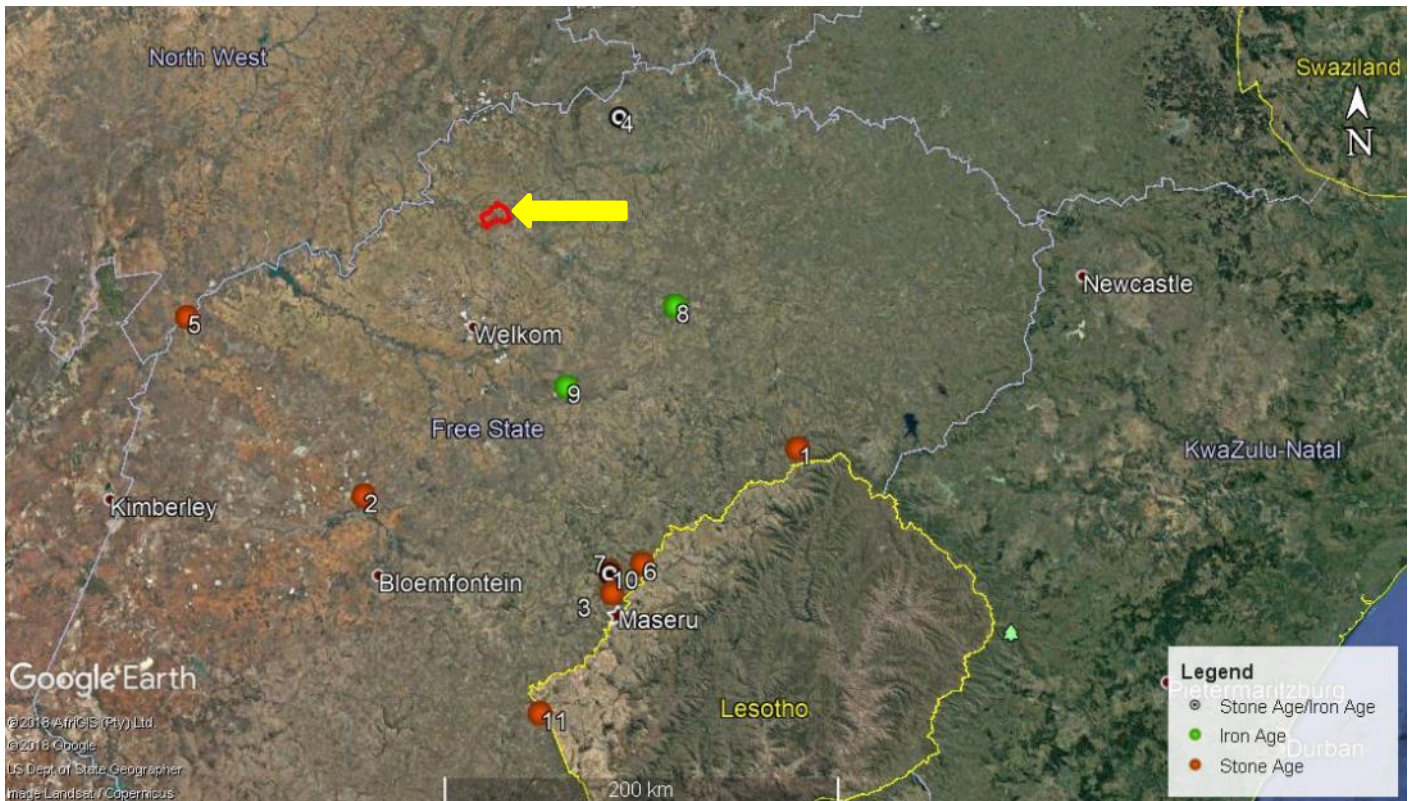 North West
Swaziland
N
4
Newcastle
5
8
Welkom
9
Free State
1
KwaZulu-Natal
Kimberley
2
Bloemfontein
7
6
10
3
Maseru
11
Lesotho
Google Earth
©2018 AfriGIS (Pty) Ltd.
©2018 Google
US Dept of State Geographer
Image Landsat / Copernicus
200 km
Legend
Pietermaritzburg
Stone Age/Iron Age
Iron Age
Durban
Stone Age